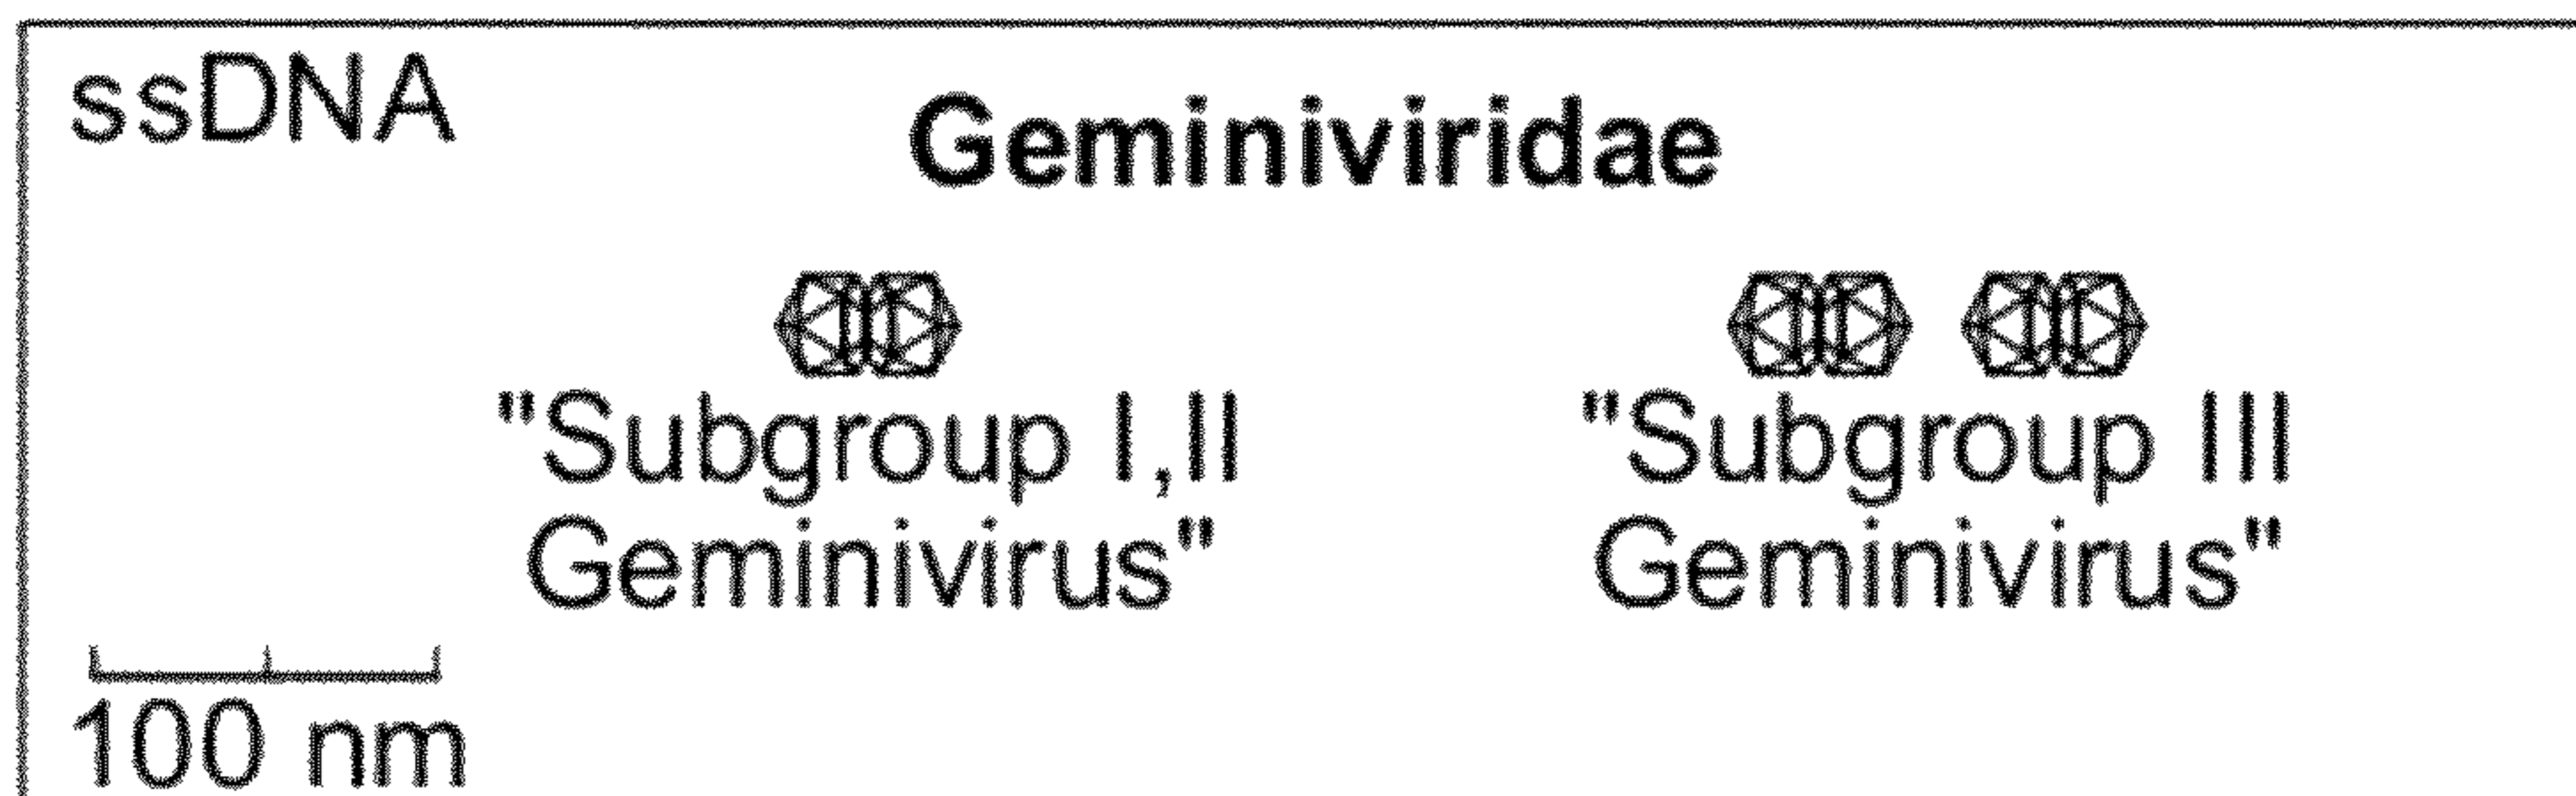 ssDNA
Geminiviridae
"Subgroup I,II
Geminivirus"
"Subgroup III
Geminivirus"
100 nm